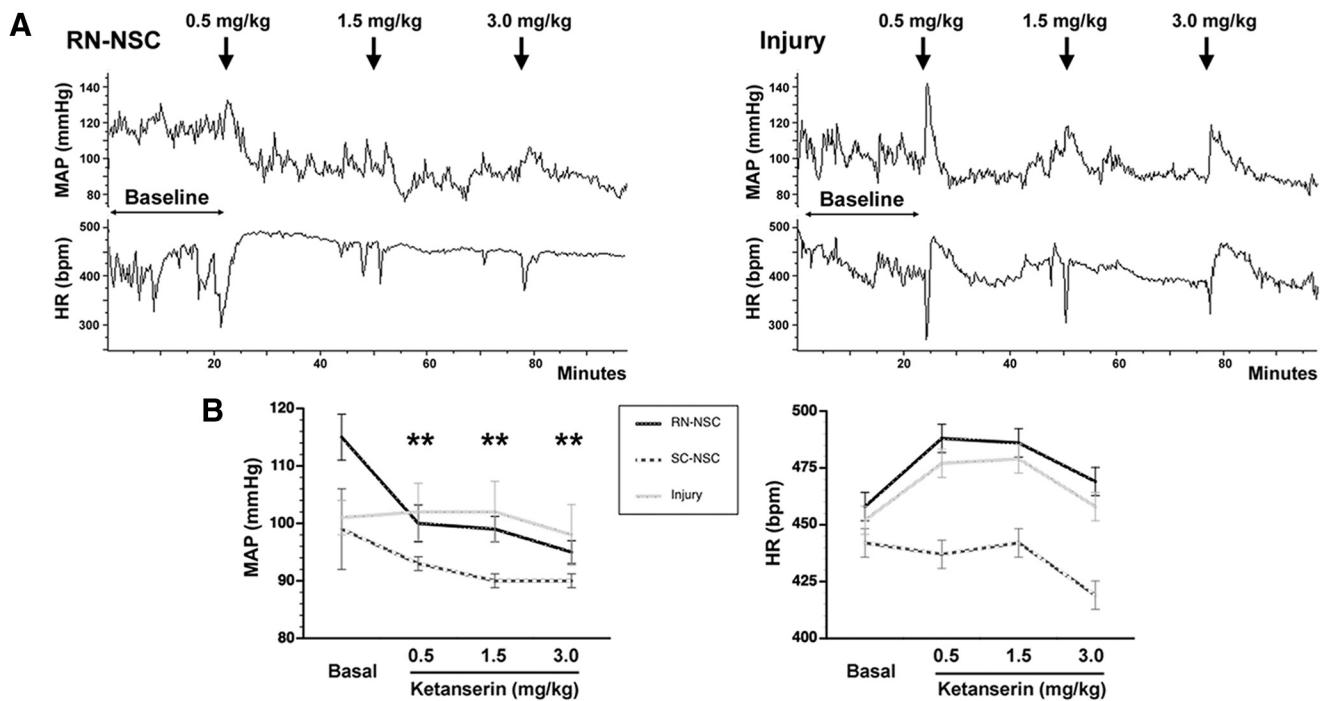 A
RN-NSC
0.5 mg/kg 1.5 mg/kg 3.0 mg/kg
MAP (mmHg)
140
120
100
80
Baseline
HR (bpm)
500
400
300
20 40 60 80
Minutes
Injury
0.5 mg/kg 1.5 mg/kg 3.0 mg/kg
MAP (mmHg)
140
120
100
80
Baseline
HR (bpm)
500
400
300
20 40 60 80
Minutes
B
MAP (mmHg)
120
110
100
90
80
** ** **
Basal 0.5 1.5 3.0
Ketanserin (mg/kg)
RN-NSC
SC-NSC
Injury
HR (bpm)
500
475
450
425
400
Basal 0.5 1.5 3.0
Ketanserin (mg/kg)